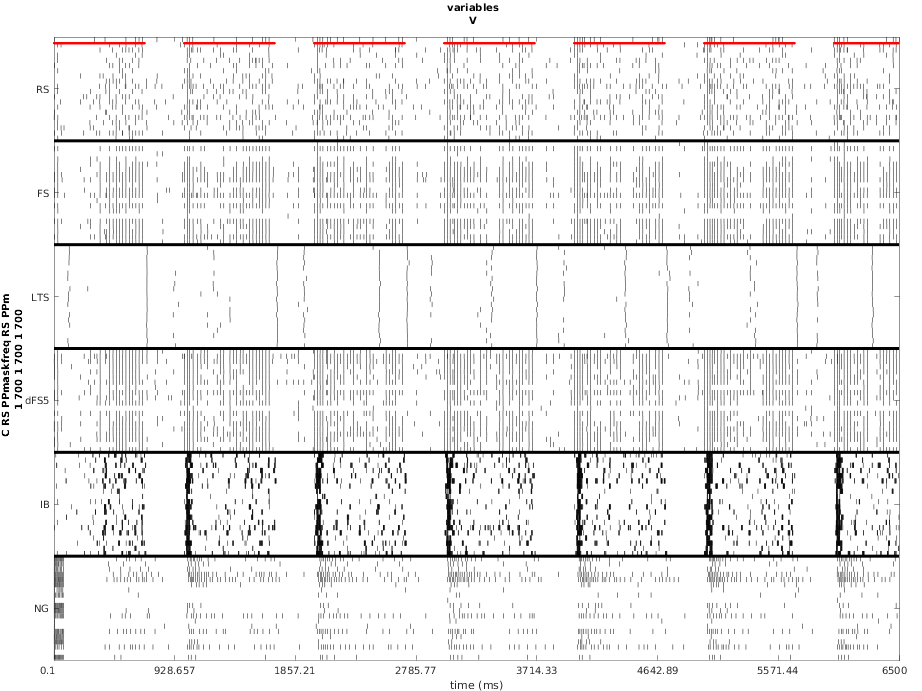 variables
V
RS
FS
LTS
dFS5
IB
NG
C RS PPmaskfreq RS PPm
1 700 1 700 1 700
0.1 928.657 1857.21 2785.77 3714.33 4642.89 5571.44 6500
time (ms)